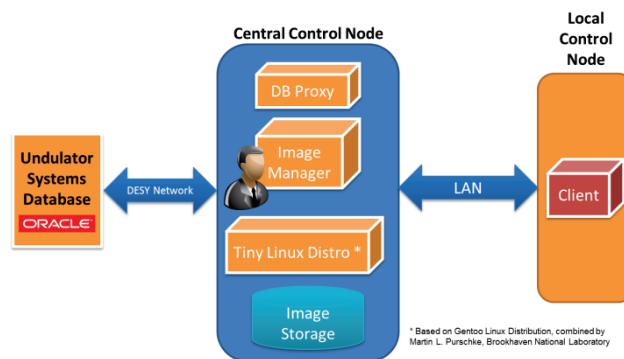 Central Control Node
Local
Control
Node
DB Proxy
Image
Manager
Undulator
Systems
Database
ORACLE
DESY Network
LAN
Client
Tiny Linux Distro *
Image
Storage
* Based on Gentoo Linux Distribution, combined by
Martin L. Purschke, Brookhaven National Laboratory